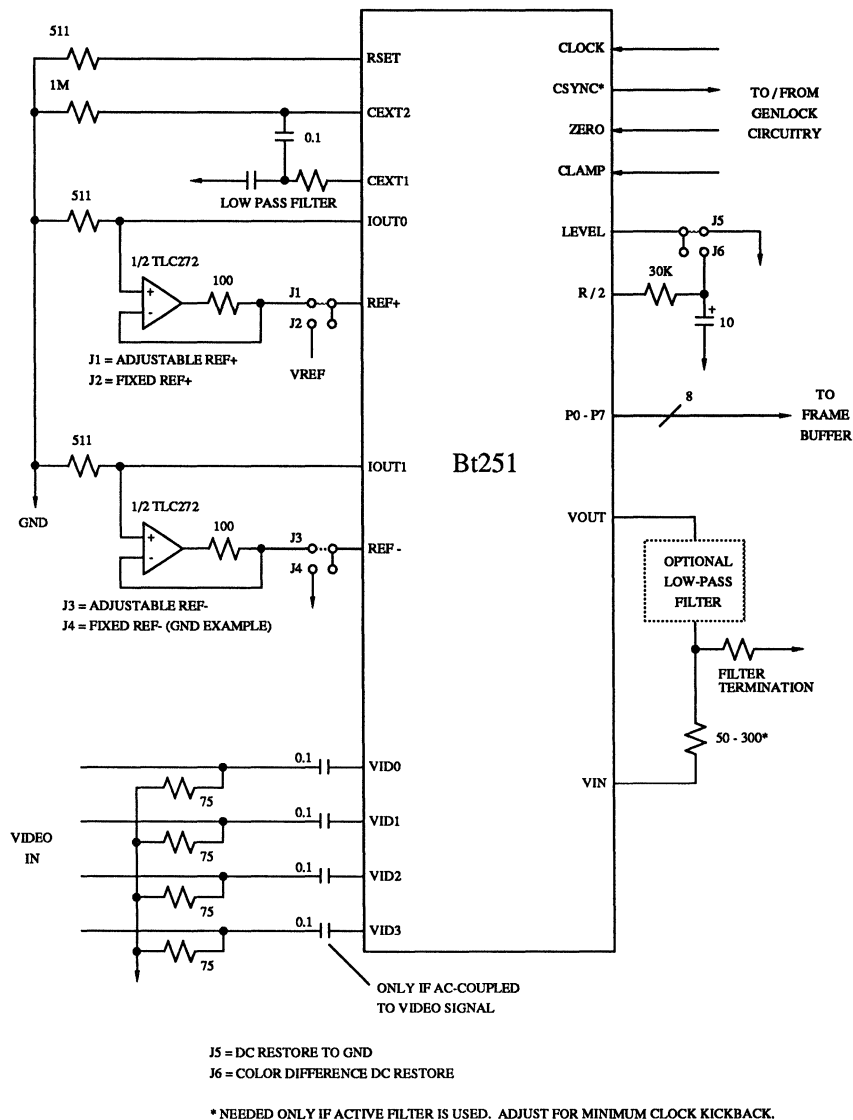 511
RSET
CLOCK
1M
CSYNC*
CEXT2
0.1
ZERO
TO / FROM
GENLOCK
CIRCUITRY
CEXT1
CLAMP
LOW PASS FILTER
511
IOUT0
LEVEL
J5
J6
1/2 TLC272
+
-
100
J1
J2
REF+
VREF
R / 2
30K
+
10
J1 = ADJUSTABLE REF+
J2 = FIXED REF+
P0 - P7
8
TO
FRAME
BUFFER
511
IOUT1
Bt251
GND
1/2 TLC272
+
-
100
J3
J4
REF -
VOUT
OPTIONAL
LOW-PASS
FILTER
J3 = ADJUSTABLE REF-
J4 = FIXED REF- (GND EXAMPLE)
FILTER
TERMINATION
50 - 300*
VIN
VIDEO
IN
0.1
VID0
75
0.1
VID1
75
0.1
VID2
75
0.1
VID3
75
ONLY IF AC-COUPLED
TO VIDEO SIGNAL
J5 = DC RESTORE TO GND
J6 = COLOR DIFFERENCE DC RESTORE
* NEEDED ONLY IF ACTIVE FILTER IS USED. ADJUST FOR MINIMUM CLOCK KICKBACK.